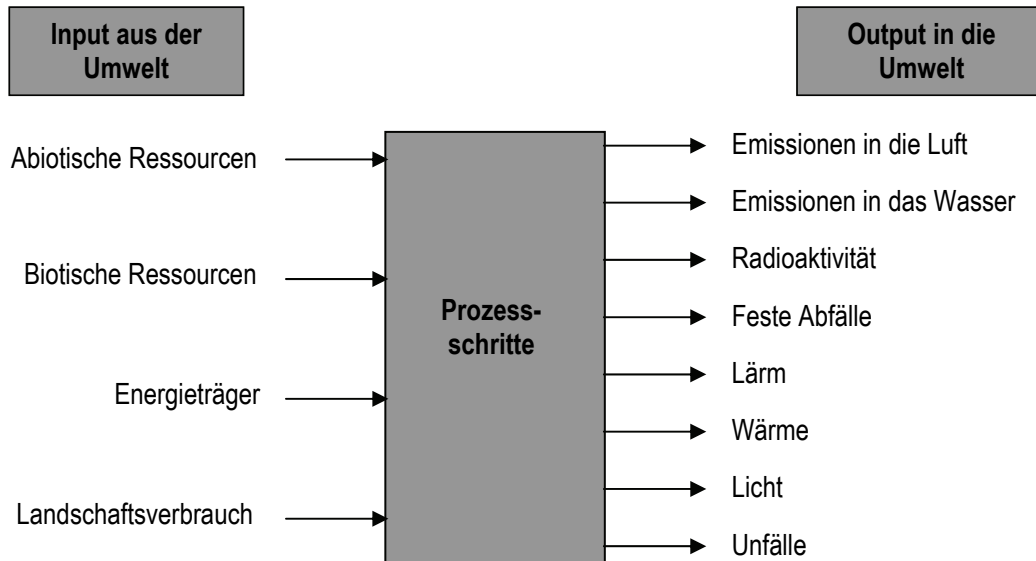 Input aus der
Umwelt
Output in die
Umwelt
Abiotische Ressourcen
Biotische Ressourcen
Energieträger
Landschaftsverbrauch
Prozess-
schritte
Emissionen in die Luft
Emissionen in das Wasser
Radioaktivität
Feste Abfälle
Lärm
Wärme
Licht
Unfälle